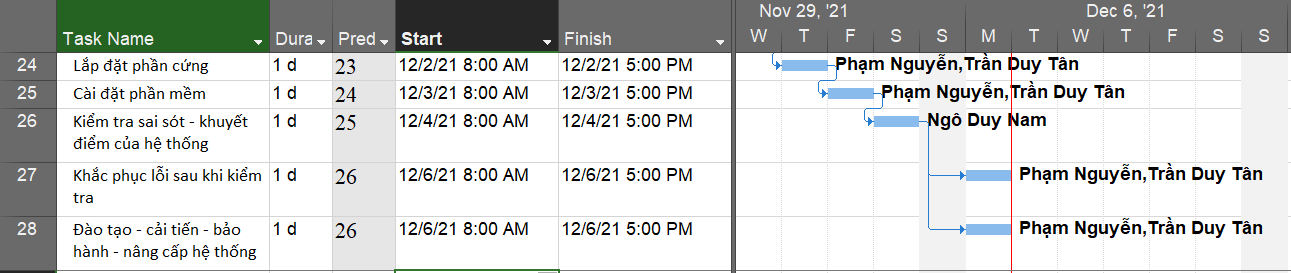 Nov 29, '21 Dec 6, '21
Task Name Dura Pred Start Finish W T F S S M T W T F S S
24 Lắp đặt phần cứng 1 d 23 12/2/21 8:00 AM 12/2/21 5:00 PM Phạm Nguyễn,Trần Duy Tân
25 Cài đặt phần mềm 1 d 24 12/3/21 8:00 AM 12/3/21 5:00 PM Phạm Nguyễn,Trần Duy Tân
26 Kiểm tra sai sót - khuyết 1 d 25 12/4/21 8:00 AM 12/4/21 5:00 PM Ngô Duy Nam
điểm của hệ thống
27 Khắc phục lỗi sau khi kiểm 1 d 26 12/6/21 8:00 AM 12/6/21 5:00 PM Phạm Nguyễn,Trần Duy Tân
tra
28 Đào tạo - cải tiến - bảo 1 d 26 12/6/21 8:00 AM 12/6/21 5:00 PM Phạm Nguyễn,Trần Duy Tân
hành - nâng cấp hệ thống